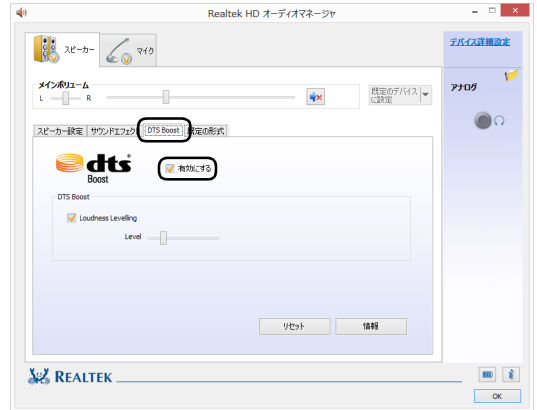 Realtek HD オーディオマネージャ
スピーカー
マイク
デバイス詳細設定
メインボリューム
L
R
既定のデバイス
に設定
アナログ
スピーカー設定
サウンドエフェクト
DTS Boost
既定の形式
dts
Boost
有効にする
DTS Boost
Loudness Levelling
Level
リセット
情報
REALTEK
OK